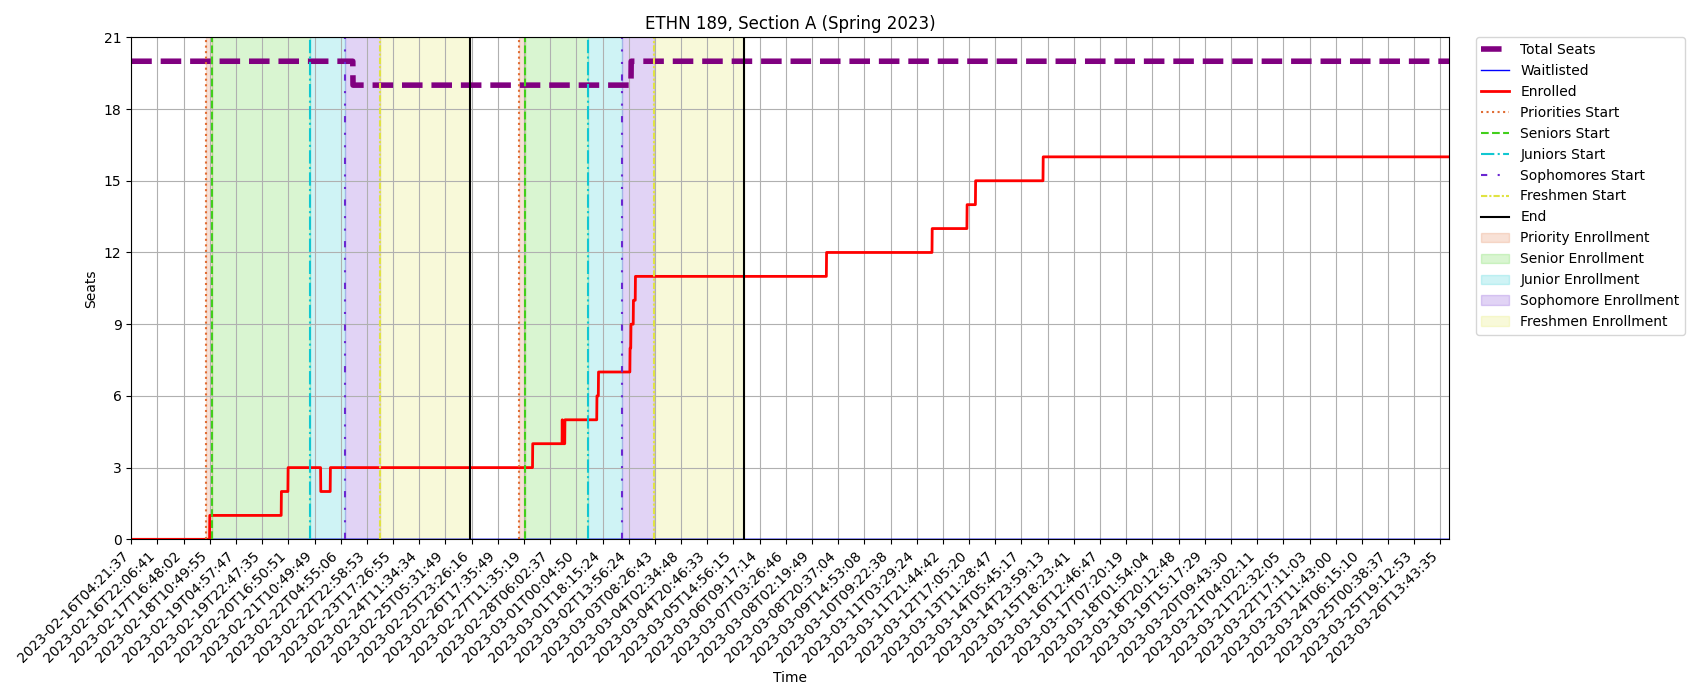 ETHN 189, Section A (Spring 2023)
21
18
15
12
9
6
3
0
Seats
2023-02-16T04:21:37
2023-02-16T22:06:41
2023-02-17T16:48:02
2023-02-18T10:49:55
2023-02-19T04:57:47
2023-02-19T22:47:35
2023-02-20T16:50:51
2023-02-21T10:49:49
2023-02-22T04:55:06
2023-02-22T22:58:53
2023-02-23T17:26:55
2023-02-24T11:34:34
2023-02-25T05:31:49
2023-02-25T23:26:16
2023-02-26T17:35:49
2023-02-27T11:35:19
2023-02-28T06:02:37
2023-03-01T00:04:50
2023-03-01T18:15:24
2023-03-02T13:56:24
2023-03-03T08:26:43
2023-03-04T02:34:48
2023-03-04T20:46:33
2023-03-05T14:56:15
2023-03-06T09:17:14
2023-03-07T03:26:46
2023-03-08T02:19:49
2023-03-08T20:37:04
2023-03-09T14:53:08
2023-03-10T09:22:38
2023-03-11T03:29:24
2023-03-11T21:44:42
2023-03-12T17:05:20
2023-03-13T11:28:47
2023-03-14T05:45:17
2023-03-14T23:59:13
2023-03-15T18:23:41
2023-03-16T12:46:47
2023-03-17T07:20:19
2023-03-18T01:54:04
2023-03-18T20:12:48
2023-03-19T15:17:29
2023-03-20T09:43:30
2023-03-21T04:02:11
2023-03-21T22:32:05
2023-03-22T17:11:03
2023-03-23T11:43:00
2023-03-24T06:15:10
2023-03-25T00:38:37
2023-03-25T19:12:53
2023-03-26T13:43:35
Time
Total Seats
Waitlisted
Enrolled
Priorities Start
Seniors Start
Juniors Start
Sophomores Start
Freshmen Start
End
Priority Enrollment
Senior Enrollment
Junior Enrollment
Sophomore Enrollment
Freshmen Enrollment